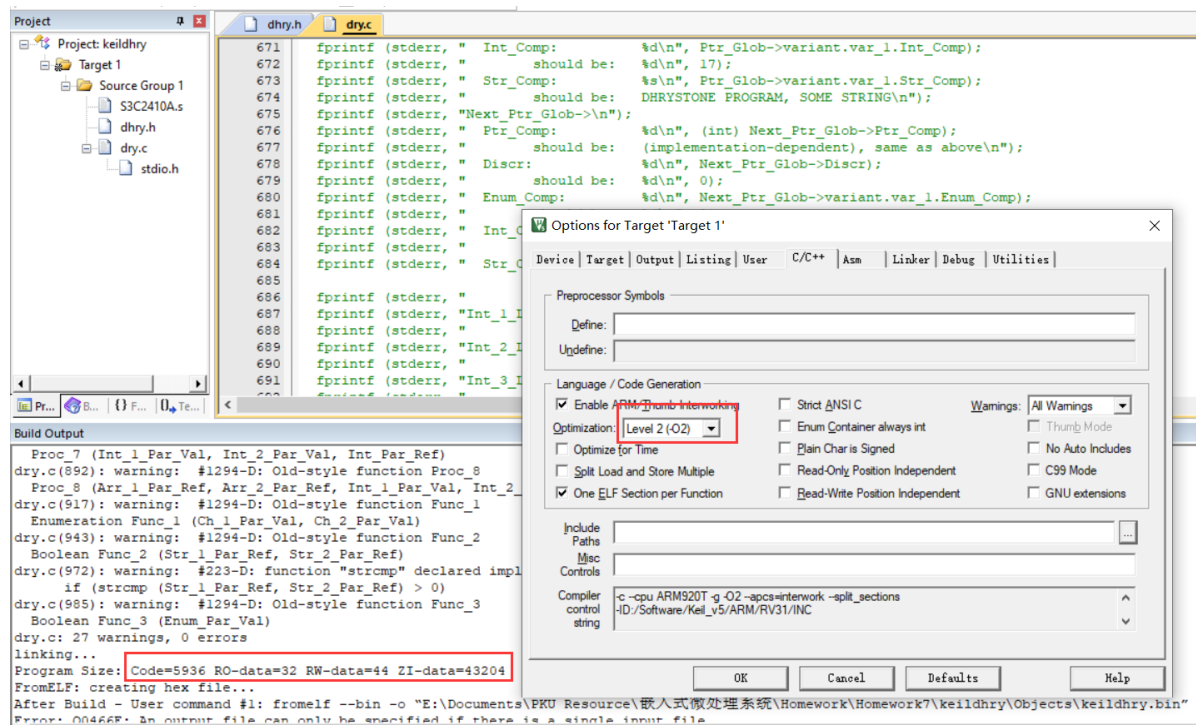 Project
Project: keildhry
Target 1
Source Group 1
S3C2410A.s
dhry.h
dry.c
stdio.h
Pr...
B...
{} F...
Te...
dhry.h
dry.c
671 fprintf (stderr, "  Int_Comp:          %d\n", Ptr_Glob->variant.var_1.Int_Comp);
672 fprintf (stderr, "        should be:   %d\n", 17);
673 fprintf (stderr, "  Str_Comp:          %s\n", Ptr_Glob->variant.var_1.Str_Comp);
674 fprintf (stderr, "        should be:   DHRYSTONE PROGRAM, SOME STRING\n");
675 fprintf (stderr, "Next_Ptr_Glob->\n");
676 fprintf (stderr, "  Ptr_Comp:          %d\n", (int) Next_Ptr_Glob->Ptr_Comp);
677 fprintf (stderr, "        should be:   (implementation-dependent), same as above\n");
678 fprintf (stderr, "  Discr:             %d\n", Next_Ptr_Glob->Discr);
679 fprintf (stderr, "        should be:   %d\n", 0);
680 fprintf (stderr, "  Enum_Comp:         %d\n", Next_Ptr_Glob->variant.var_1.Enum_Comp);
681 fprintf (stderr, "
682 fprintf (stderr, "  Int_C
683 fprintf (stderr, "
684 fprintf (stderr, "  Str_C
685
686 fprintf (stderr, "
687 fprintf (stderr, "Int_1_I
688 fprintf (stderr, "
689 fprintf (stderr, "Int_2_I
690 fprintf (stderr, "
691 fprintf (stderr, "Int_3_I
Options for Target 'Target 1'
Device Target Output Listing User C/C++ Asm Linker Debug Utilities
Preprocessor Symbols
Define:
Undefine:
Language / Code Generation
Enable ARM/Thumb Interworking
Strict ANSI C
Warnings: All Warnings
Optimization: Level 2 (-O2)
Enum Container always int
Thumb Mode
Optimize for Time
Plain Char is Signed
No Auto Includes
Split Load and Store Multiple
Read-Only Position Independent
C99 Mode
One ELF Section per Function
Read-Write Position Independent
GNU extensions
Include Paths
...
Misc Controls
Compiler control string
-c --cpu ARM920T -g -O2 --apcs=interwork --split_sections
-ID:/Software/Keil_v5/ARM/RV31/INC
OK
Cancel
Defaults
Help
Build Output
Proc_7 (Int_1_Par_Val, Int_2_Par_Val, Int_Par_Ref)
dry.c(892): warning:  #1294-D: Old-style function Proc_8
Proc_8 (Arr_1_Par_Ref, Arr_2_Par_Ref, Int_1_Par_Val, Int_2_
dry.c(917): warning:  #1294-D: Old-style function Func_1
Enumeration Func_1 (Ch_1_Par_Val, Ch_2_Par_Val)
dry.c(943): warning:  #1294-D: Old-style function Func_2
Boolean Func_2 (Str_1_Par_Ref, Str_2_Par_Ref)
dry.c(972): warning:  #223-D: function "strcmp" declared impl
if (strcmp (Str_1_Par_Ref, Str_2_Par_Ref) > 0)
dry.c(985): warning:  #1294-D: Old-style function Func_3
Boolean Func_3 (Enum_Par_Val)
dry.c: 27 warnings, 0 errors
linking...
Program Size: Code=5936 RO-data=32 RW-data=44 ZI-data=43204
FromELF: creating hex file...
After Build - User command #1: fromelf --bin -o “E:\Documents\PKU Resource\嵌入式微处理系统\Homework\Homework7\keildhry\Objects\keildhry.bin”
Error: Q0466E: An output file can only be specified if there is a single input file